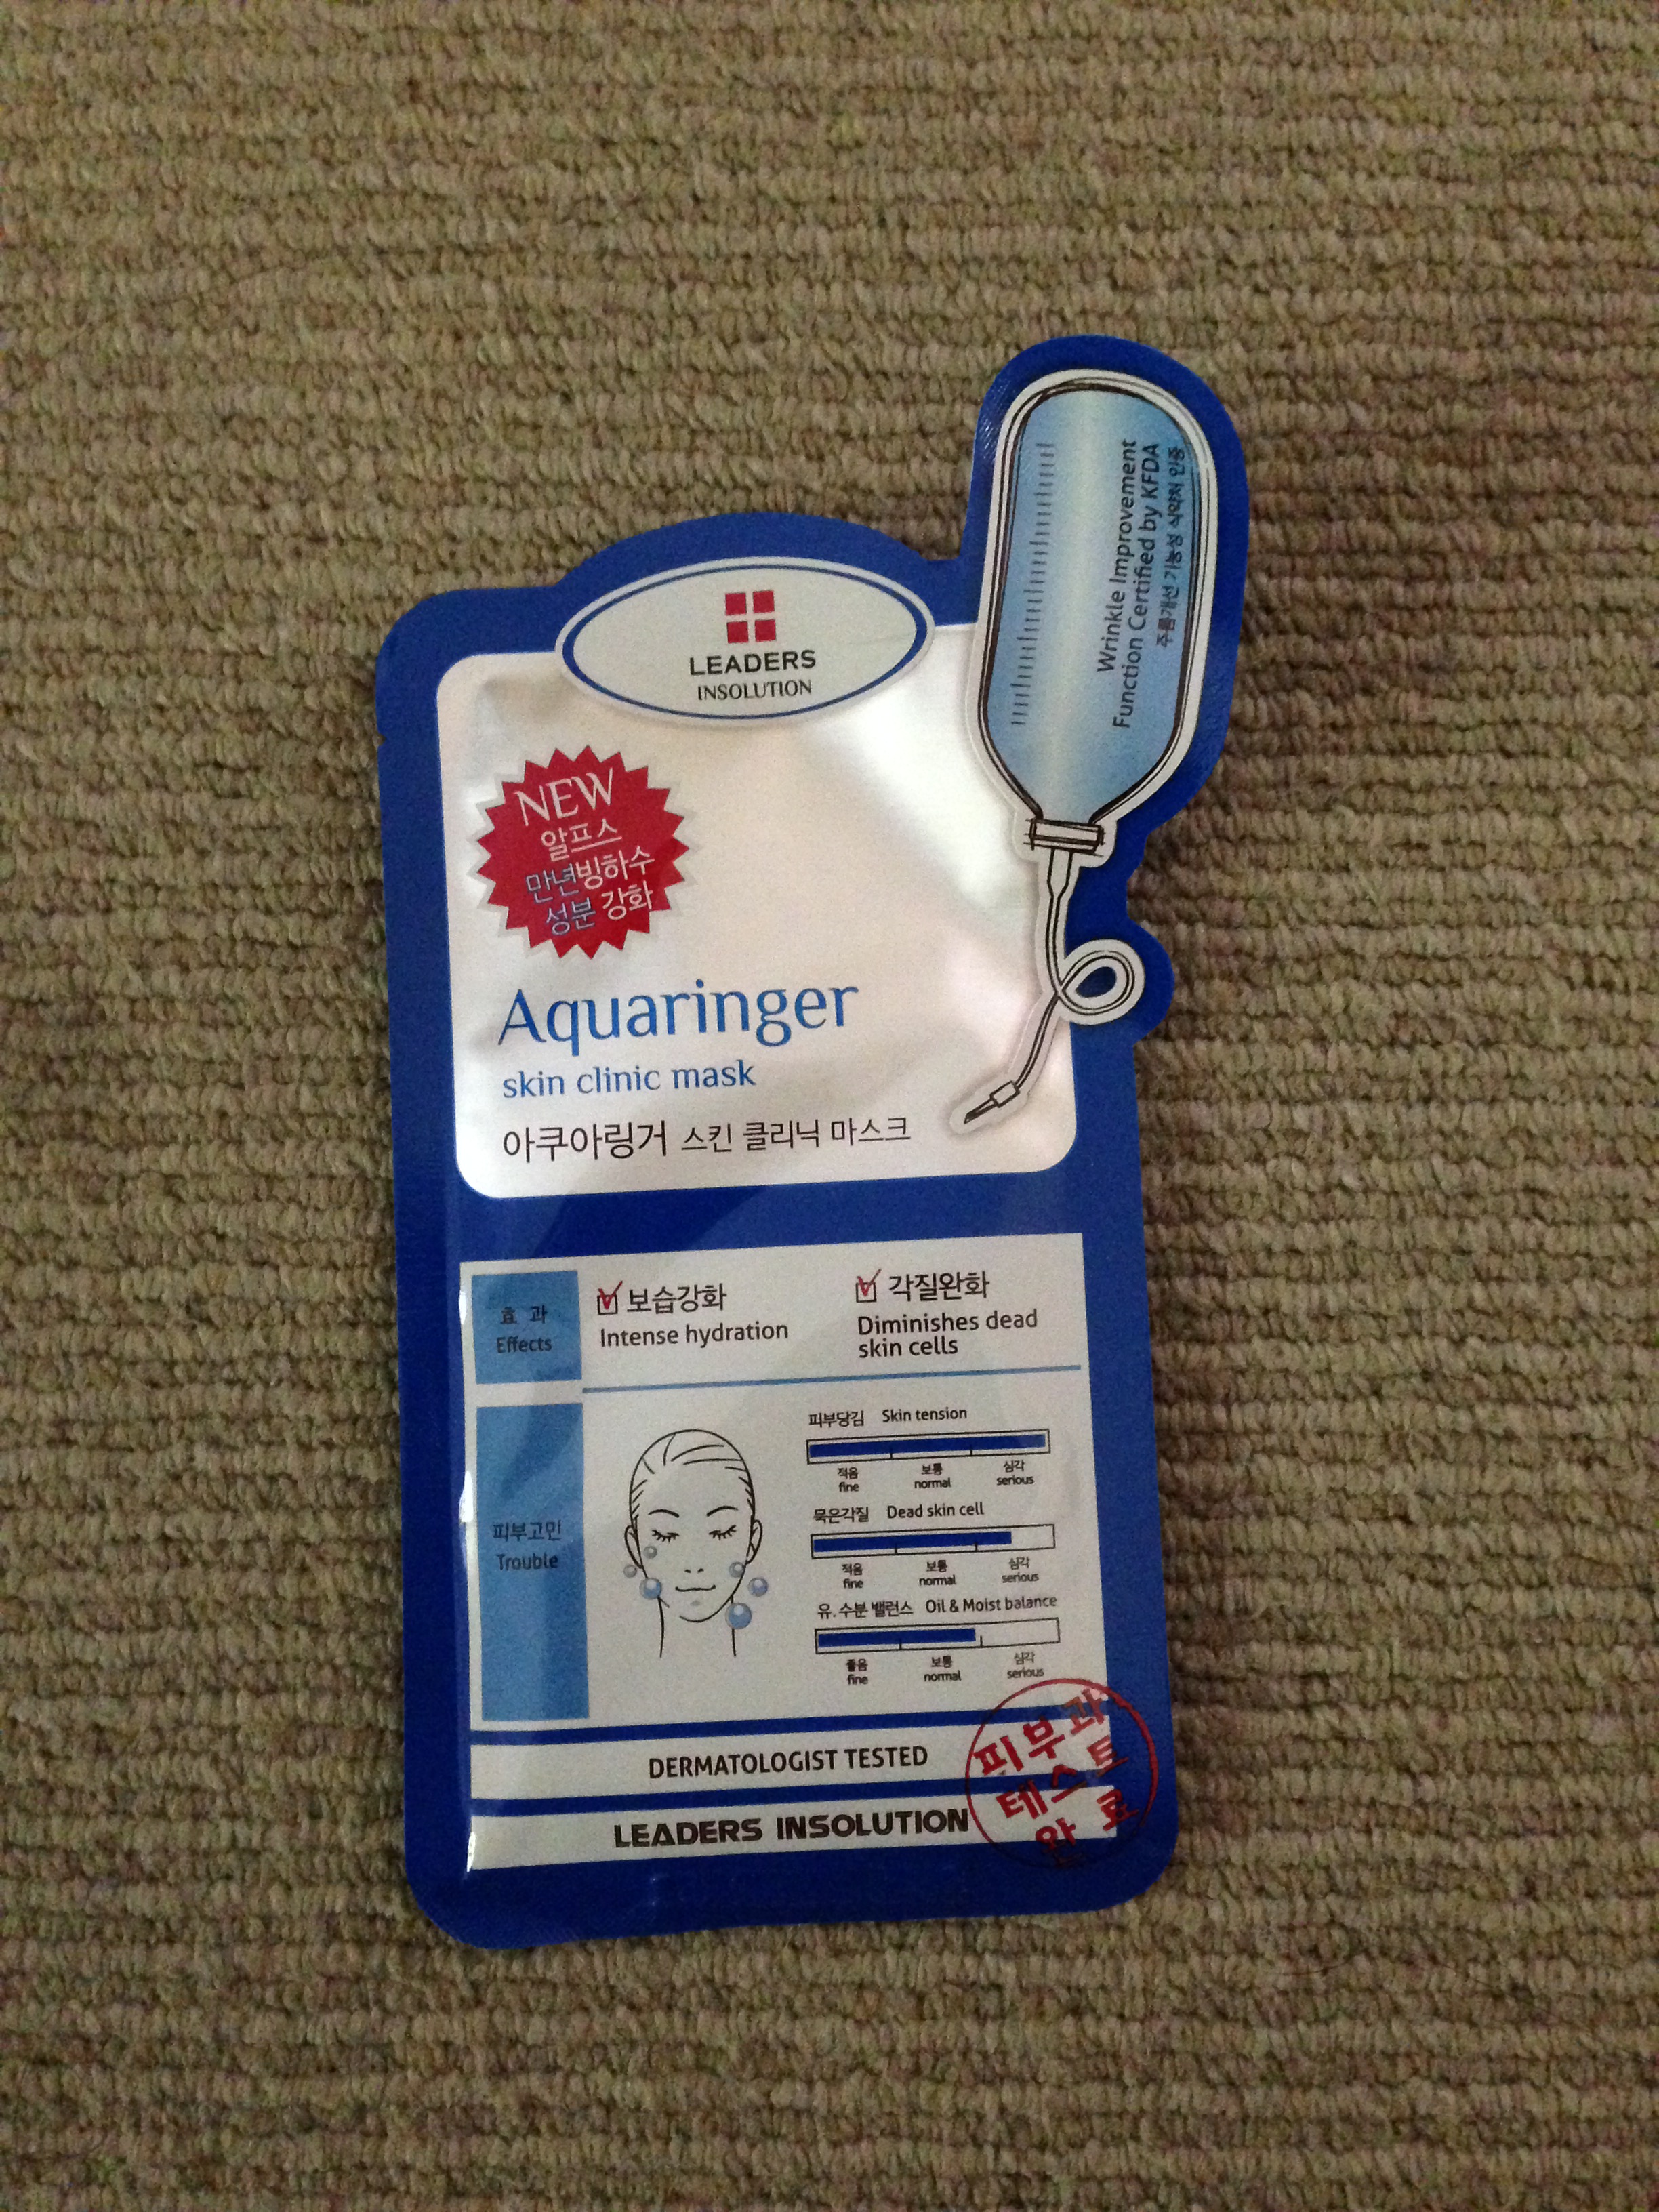 LEADERS
INSOLUTION
Wrinkle Improvement
Function Certified by KFDA
주름개선 기능성 식약처 인증
NEW
알프스
만년빙하수
성분 강화
Aquaringer
skin clinic mask
아쿠아링거 스킨 클리닉 마스크
효 과
Effects
보습강화
Intense hydration
각질완화
Diminishes dead
skin cells
피부고민
Trouble
피부당김 Skin tension
적음 보통 심각
fine normal serious
묵은각질 Dead skin cell
적음 보통 심각
fine normal serious
유.수분 밸런스 Oil & Moist balance
좋음 보통 심각
fine normal serious
DERMATOLOGIST TESTED
LEADERS INSOLUTION
피부과
테스트
완료